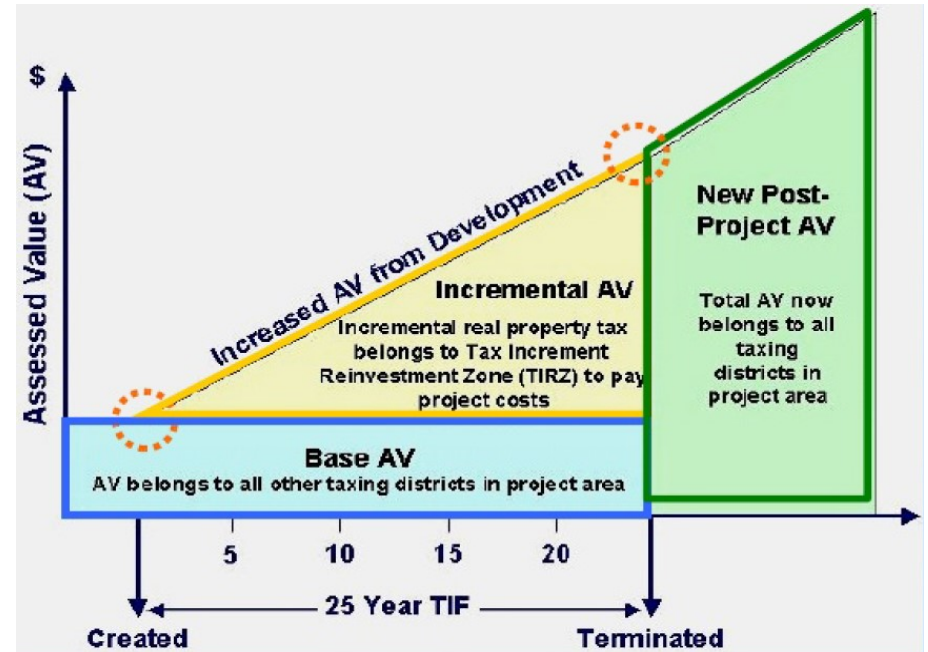 $
Assessed Value (AV)
Increased AV from Development
Incremental AV
Incremental real property tax
belongs to Tax Increment
Reinvestment Zone (TIRZ) to pay
project costs
New Post-
Project AV
Total AV now
belongs to all
taxing
districts in
project area
Base AV
AV belongs to all other taxing districts in project area
5 10 15 20
25 Year TIF
Created Terminated